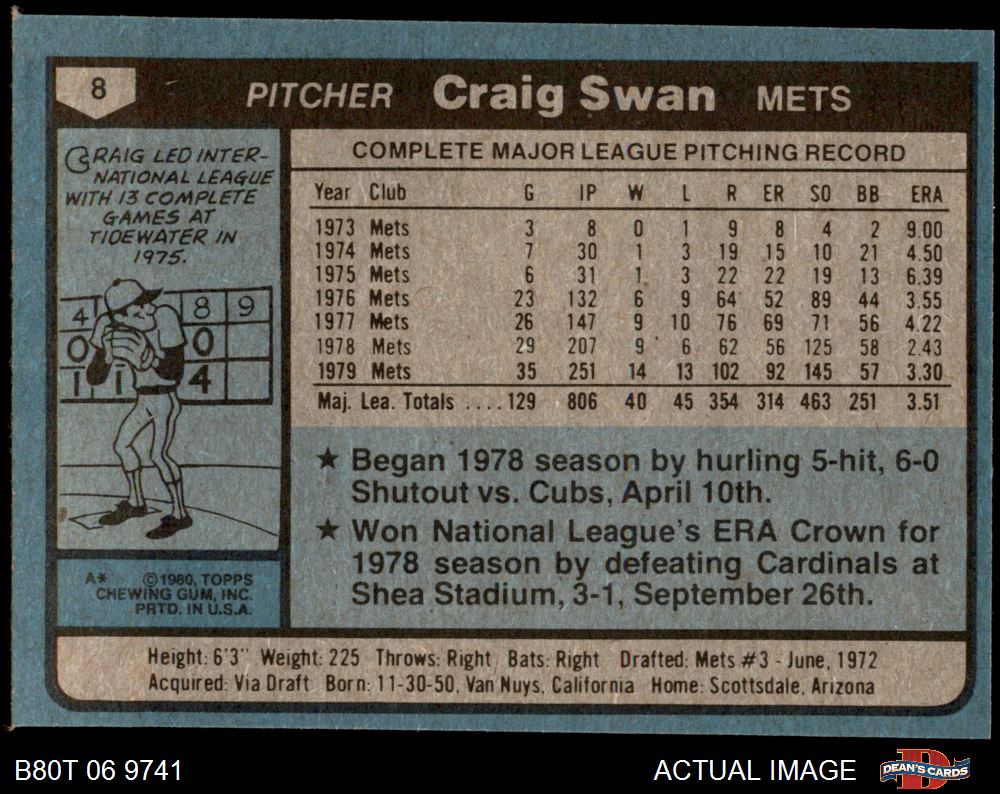 8
PITCHER Craig Swan METS
CRAIG LED INTER-
NATIONAL LEAGUE
WITH 13 COMPLETE
GAMES AT
TIDEWATER IN
1975.
4 8 9
0 0
1 1 4
COMPLETE MAJOR LEAGUE PITCHING RECORD
Year Club G IP W L R ER SO BB ERA
1973 Mets 3 8 0 1 9 8 4 2 9.00
1974 Mets 7 30 1 3 19 15 10 21 4.50
1975 Mets 6 31 1 3 22 22 19 13 6.39
1976 Mets 23 132 6 9 64 52 89 44 3.55
1977 Mets 26 147 9 10 76 69 71 56 4.22
1978 Mets 29 207 9 6 62 56 125 58 2.43
1979 Mets 35 251 14 13 102 92 145 57 3.30
Maj. Lea. Totals ....129 806 40 45 354 314 463 251 3.51
★ Began 1978 season by hurling 5-hit, 6-0
Shutout vs. Cubs, April 10th.
★ Won National League's ERA Crown for
1978 season by defeating Cardinals at
Shea Stadium, 3-1, September 26th.
A* ©1980, TOPPS
CHEWING GUM, INC.
PRTD. IN U.S.A.
Height: 6'3" Weight: 225 Throws: Right Bats: Right Drafted: Mets #3 - June, 1972
Acquired: Via Draft Born: 11-30-50, Van Nuys, California Home: Scottsdale, Arizona
B80T 06 9741
ACTUAL IMAGE
D
DEAN'S CARDS